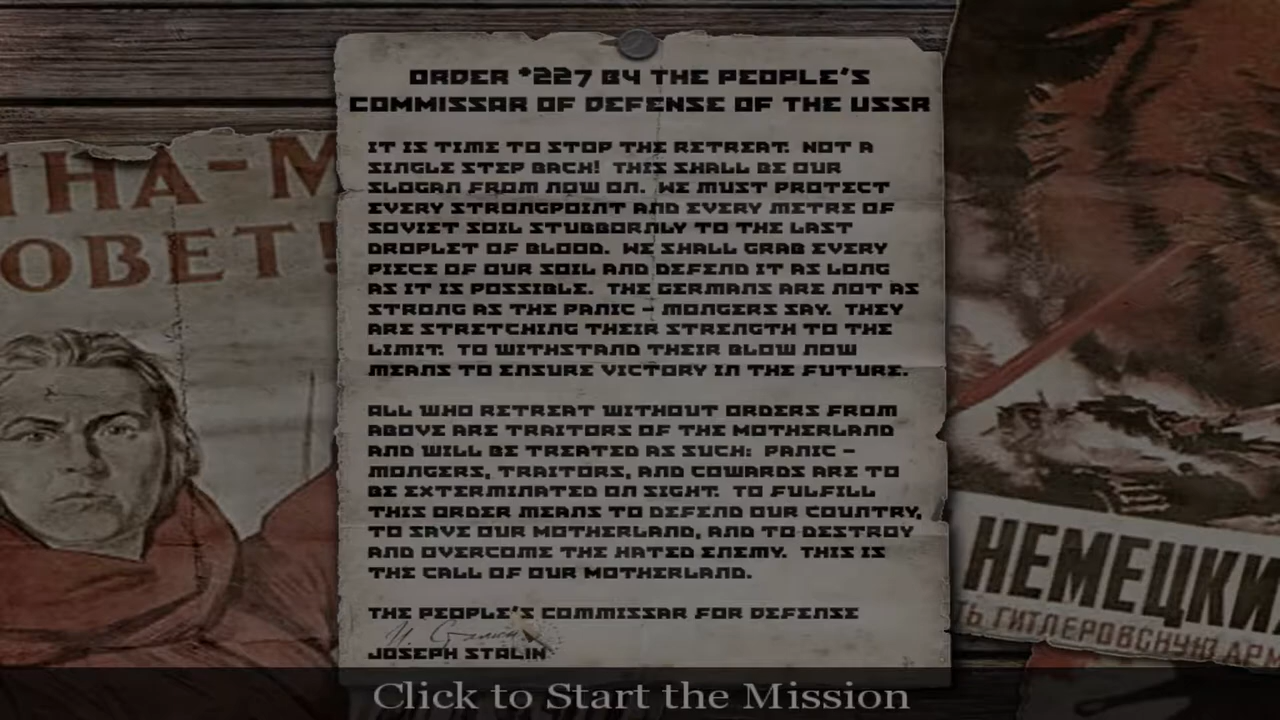 ORDER *227 BY THE PEOPLE'S
COMMISSAR OF DEFENSE OF THE USSR
IT IS TIME TO STOP THE RETREAT. NOT A
SINGLE STEP BACK! THIS SHALL BE OUR
SLOGAN FROM NOW ON. WE MUST PROTECT
EVERY STRONGPOINT AND EVERY METRE OF
SOVIET SOIL STUBBORNLY TO THE LAST
DROPLET OF BLOOD. WE SHALL GRAB EVERY
PIECE OF OUR SOIL AND DEFEND IT AS LONG
AS IT IS POSSIBLE. THE GERMANS ARE NOT AS
STRONG AS THE PANIC - MONGERS SAY. THEY
ARE STRETCHING THEIR STRENGTH TO THE
LIMIT. TO WITHSTAND THEIR BLOW NOW
MEANS TO ENSURE VICTORY IN THE FUTURE.
ALL WHO RETREAT WITHOUT ORDERS FROM
ABOVE ARE TRAITORS OF THE MOTHERLAND
AND WILL BE TREATED AS SUCH: PANIC -
MONGERS, TRAITORS, AND COWARDS ARE TO
BE EXTERMINATED ON SIGHT. TO FULFILL
THIS ORDER MEANS TO DEFEND OUR COUNTRY,
TO SAVE OUR MOTHERLAND, AND TO DESTROY
AND OVERCOME THE HATED ENEMY. THIS IS
THE CALL OF OUR MOTHERLAND.
THE PEOPLE'S COMMISSAR FOR DEFENSE
JOSEPH STALIN
ИНА-М
ОВЕТ!
НЕМЕЦКИ
ТЬ ГИТЛЕРОВСКУЮ АРМ
Click to Start the Mission